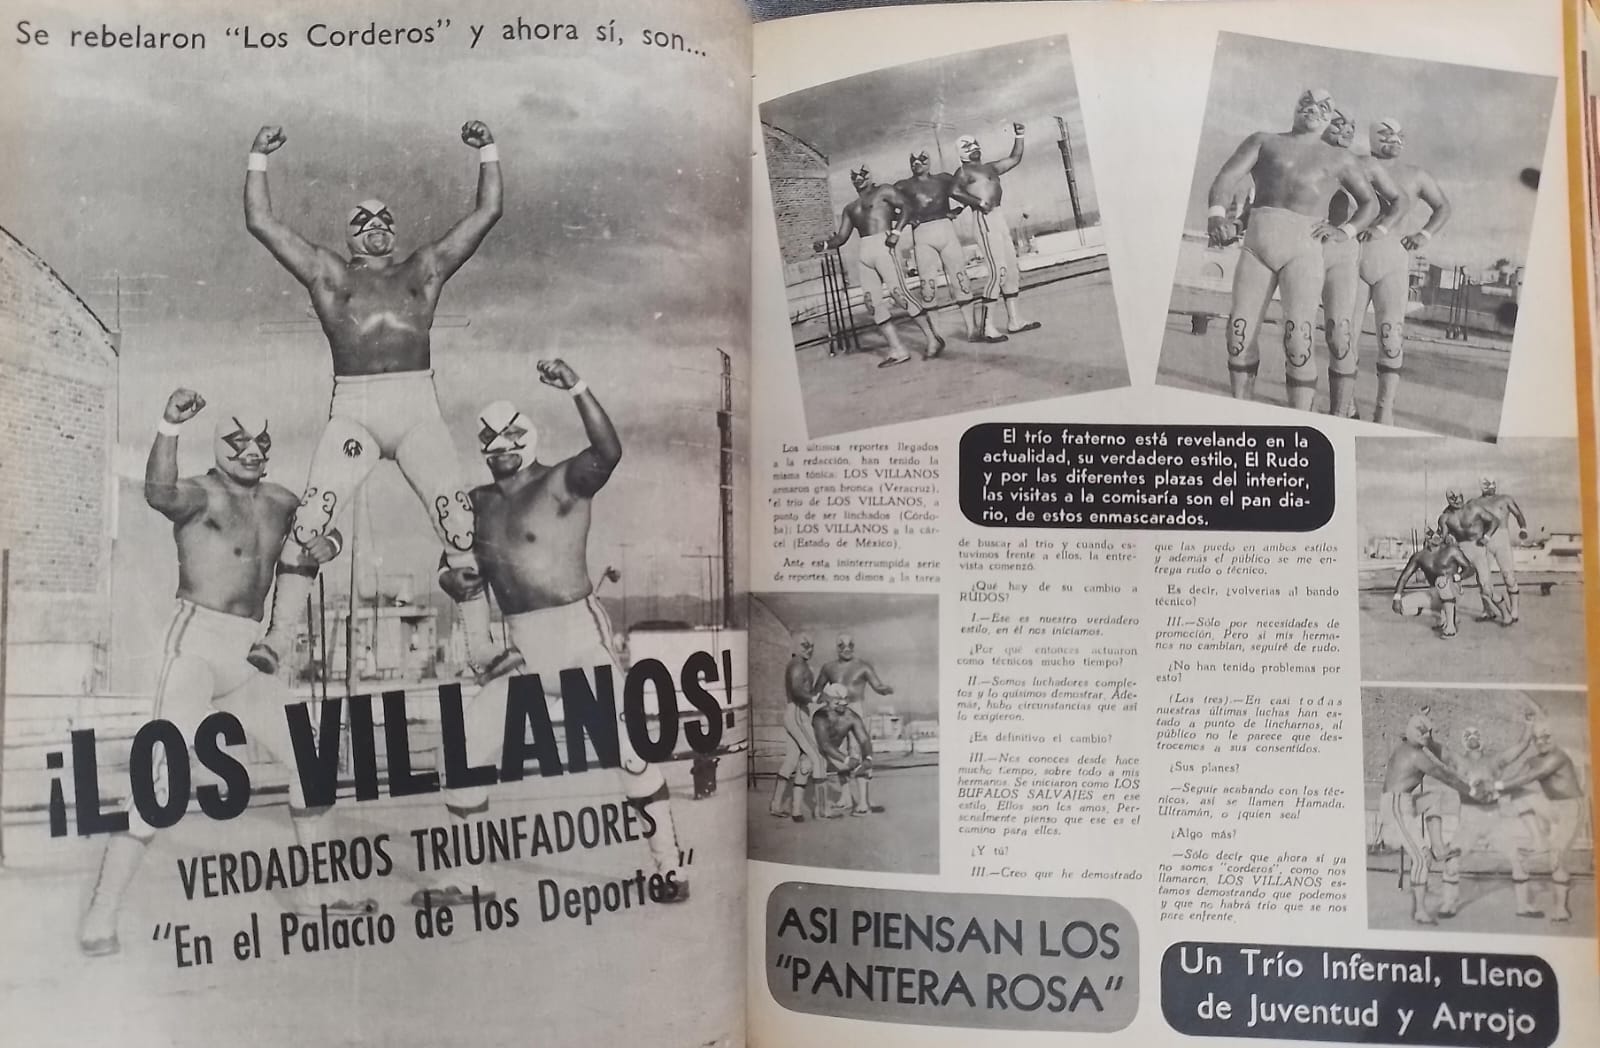 Se rebelaron "Los Corderos" y ahora sí, son...
¡LOS VILLANOS!
VERDADEROS TRIUNFADORES
"En el Palacio de los Deportes"
Los últimos reportes llegados
a la redacción, han tenido la
misma tónica: LOS VILLANOS
armaron gran bronca (Veracruz),
el trío de LOS VILLANOS, a
punto de ser linchados (Córdo-
ba); LOS VILLANOS a la cár-
cel (Estado de México).
Ante esta ininterrumpida serie
de reportes, nos dimos a la tarea
El trío fraterno está revelando en la
actualidad, su verdadero estilo, El Rudo
y por las diferentes plazas del interior,
las visitas a la comisaría son el pan dia-
rio, de estos enmascarados.
de buscar al trío y cuando es-
tuvimos frente a ellos, la entre-
vista comenzó.
¿Qué hay de su cambio a
RUDOS?
I.—Ese es nuestro verdadero
estilo, en él nos iniciamos.
¿Por qué entonces actuaron
como técnicos mucho tiempo?
II.—Somos luchadores comple-
tos y lo quisimos demostrar. Ade-
más, hubo circunstancias que así
lo exigieron.
¿Es definitivo el cambio?
III.—Nos conoces desde hace
mucho tiempo, sobre todo a mis
hermanos. Se iniciaron como LOS
BUFALOS SALVAJES en ese
estilo. Ellos son los amos. Per-
sonalmente pienso que ese es el
camino para ellos.
¿Y tú?
III.—Creo que he demostrado
que las puedo en ambos estilos
y además el público se me en-
trega rudo o técnico.
Es decir, ¿volverías al bando
técnico?
III.—Sólo por necesidades de
promoción. Pero si mis herma-
nos no cambian, seguiré de rudo.
¿No han tenido problemas por
esto?
(Los tres).—En casi todas
nuestras últimas luchas han es-
tado a punto de lincharnos, al
público no le parece que des-
trocemos a sus consentidos.
¿Sus planes?
—Seguir acabando con los téc-
nicos, así se llamen Hamada,
Ultramán, o ¡quien sea!
¿Algo más?
—Sólo decir que ahora sí ya
no somos "corderos", como nos
llamaron, LOS VILLANOS es-
tamos demostrando que podemos
y que no habrá trío que se nos
pare enfrente.
ASI PIENSAN LOS
"PANTERA ROSA"
Un Trío Infernal, Lleno
de Juventud y Arrojo